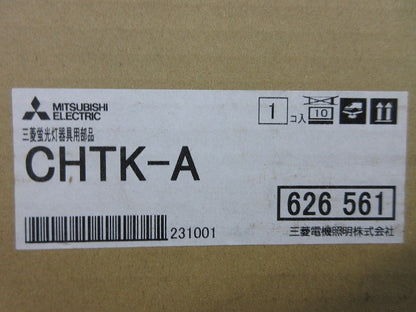 MITSUBISHI
ELECTRIC
三菱蛍光灯器具用部品
CHTK-A
1 コ入 10
626 561
231001
三菱電機照明株式会社